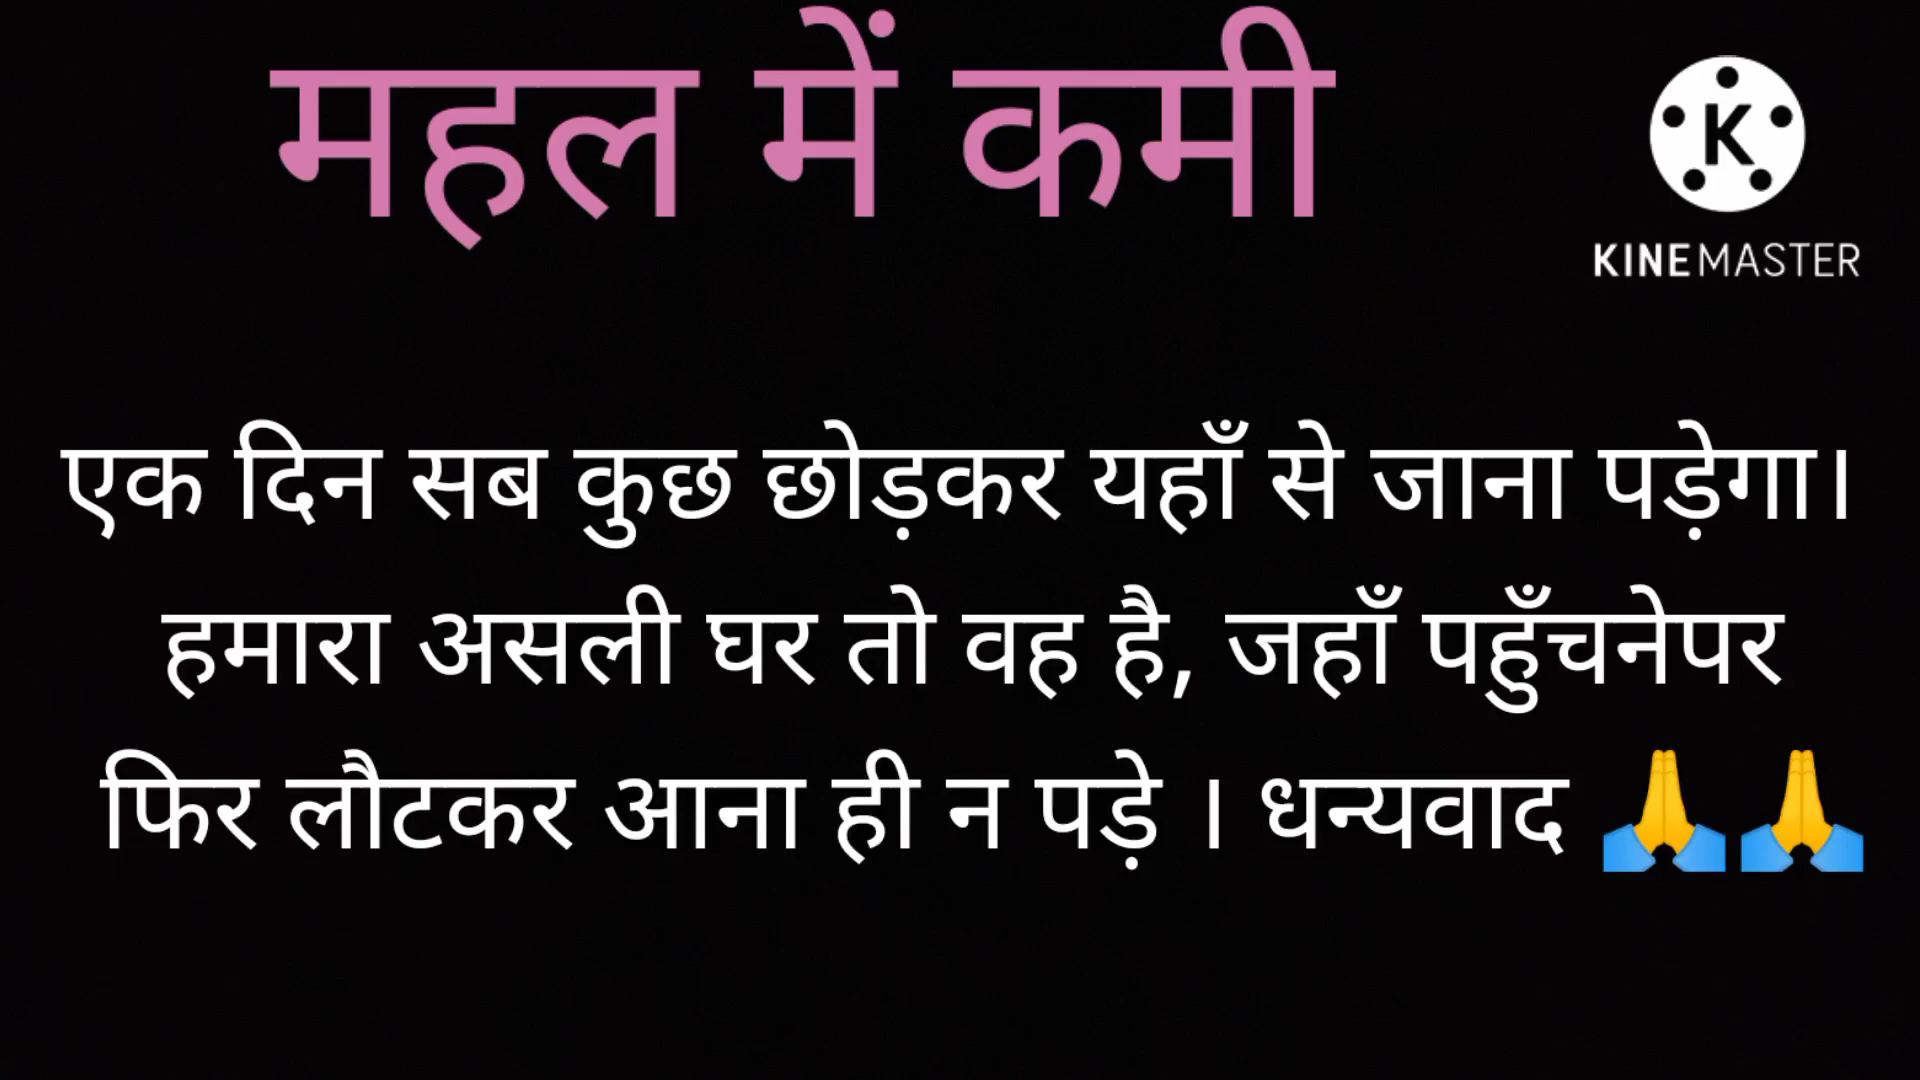 महल में कमी
K
KINEMASTER
एक दिन सब कुछ छोड़कर यहाँ से जाना पड़ेगा।
हमारा असली घर तो वह है, जहाँ पहुँचनेपर
फिर लौटकर आना ही न पड़े । धन्यवाद 🙏🙏